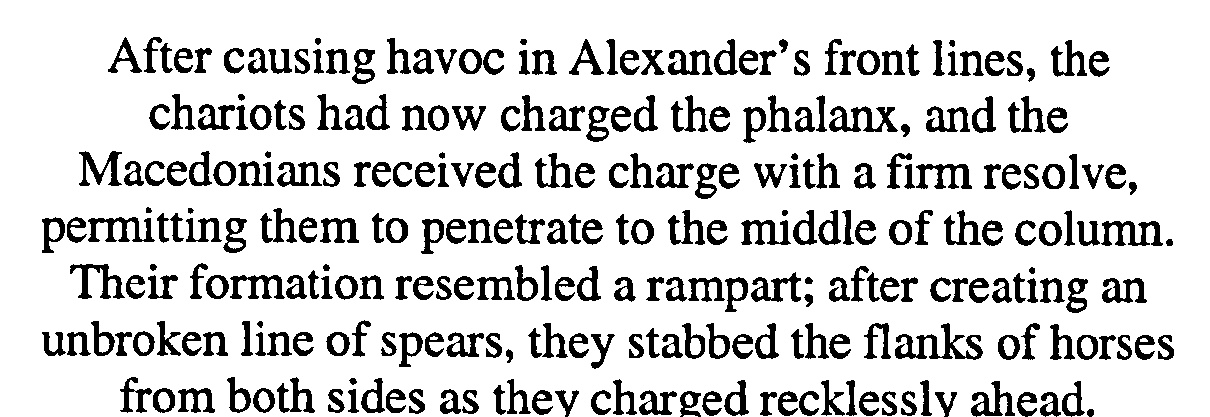 After causing havoc in Alexander's front lines, the
chariots had now charged the phalanx, and the
Macedonians received the charge with a firm resolve,
permitting them to penetrate to the middle of the column.
Their formation resembled a rampart; after creating an
unbroken line of spears, they stabbed the flanks of horses
from both sides as they charged recklessly ahead.